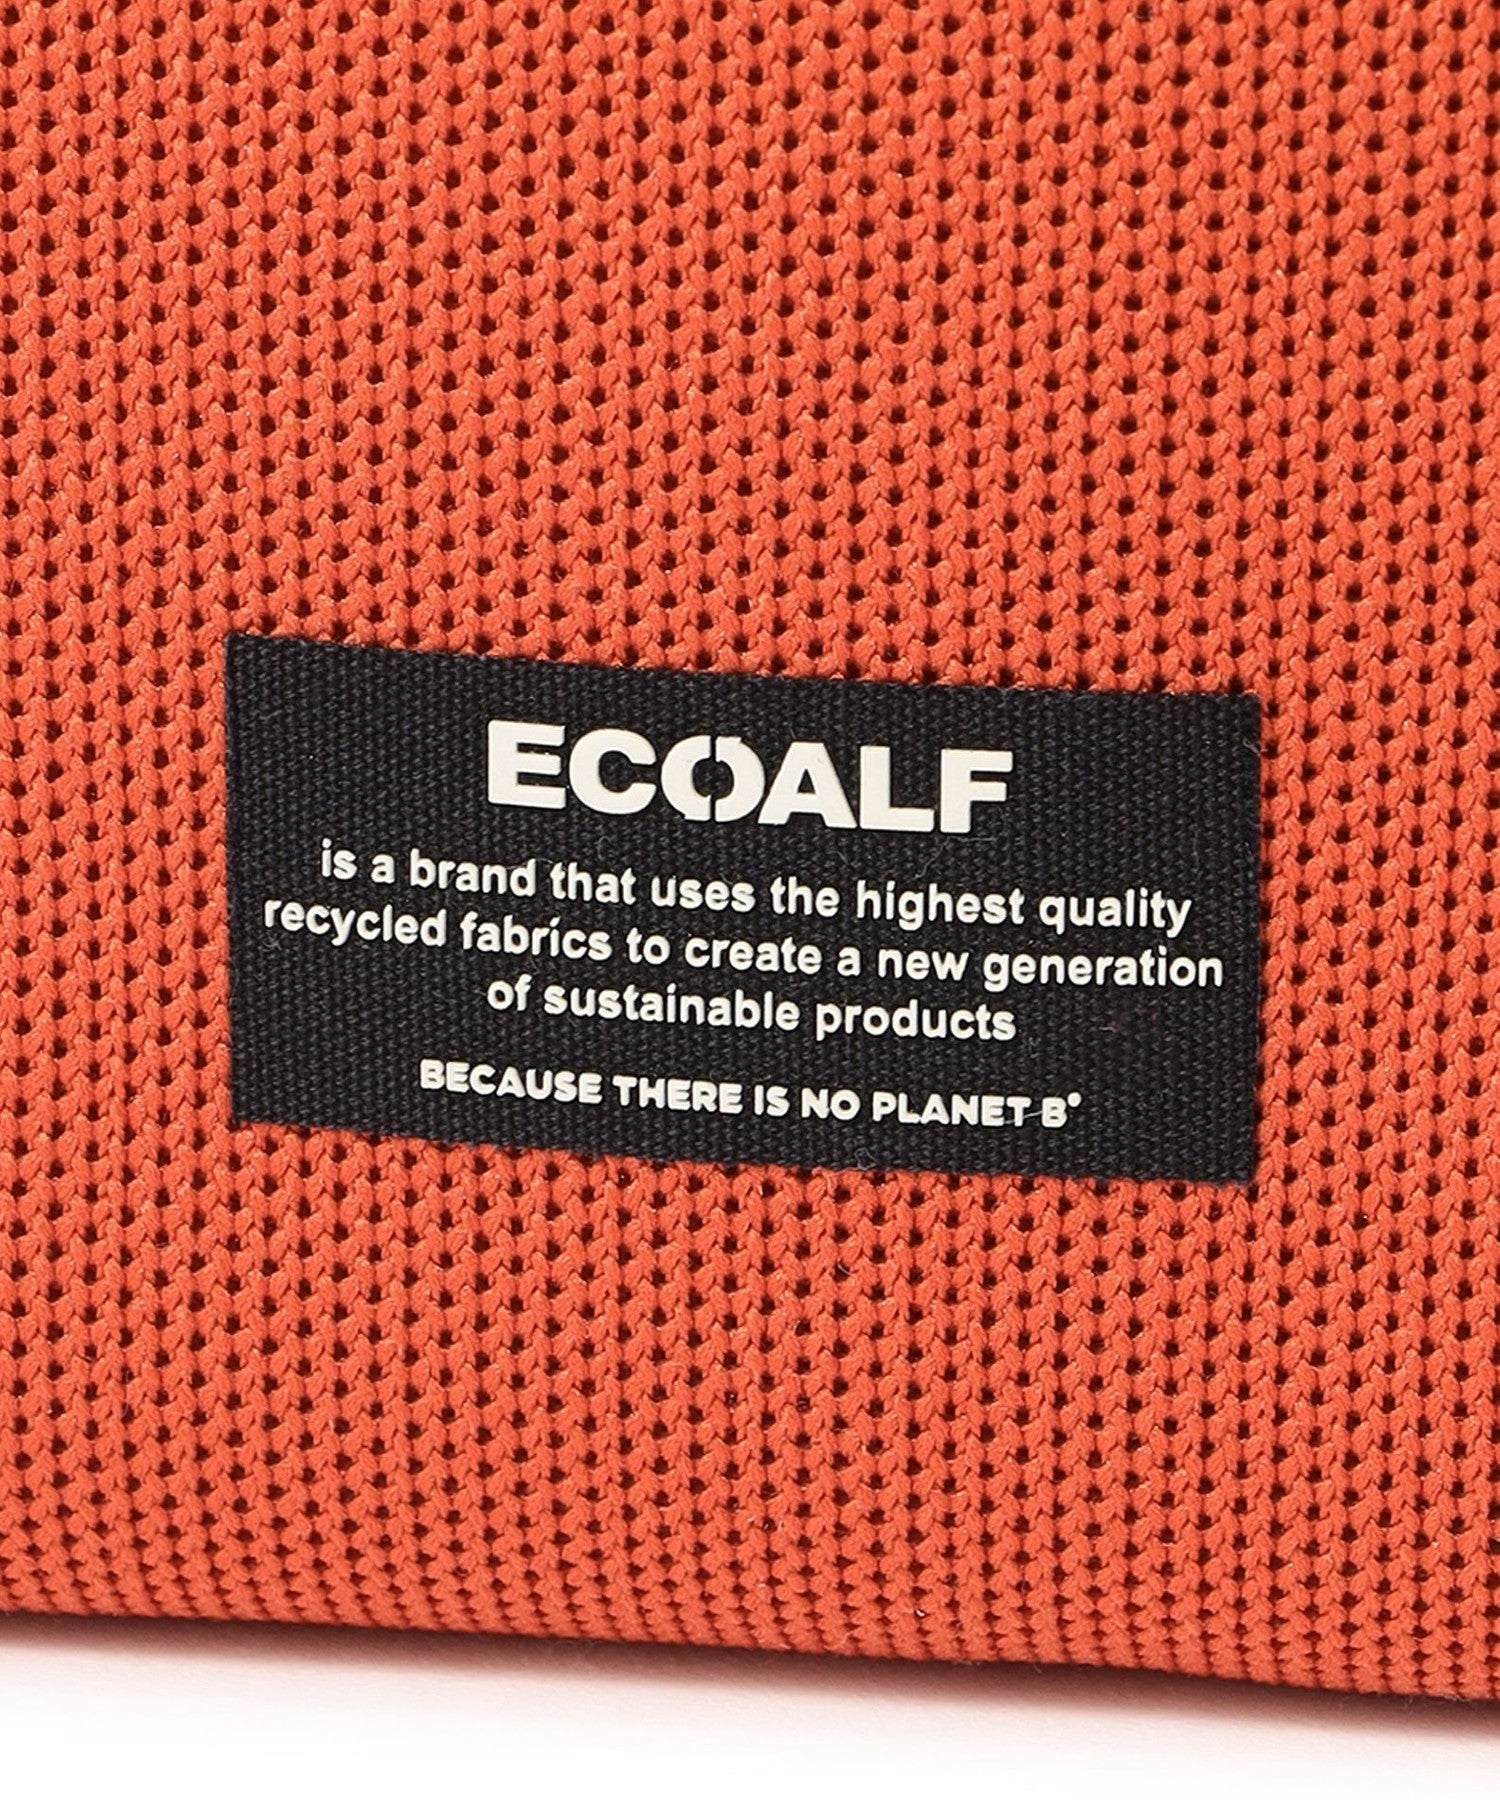 ECOALF
is a brand that uses the highest quality
recycled fabrics to create a new generation
of sustainable products
BECAUSE THERE IS NO PLANET B°